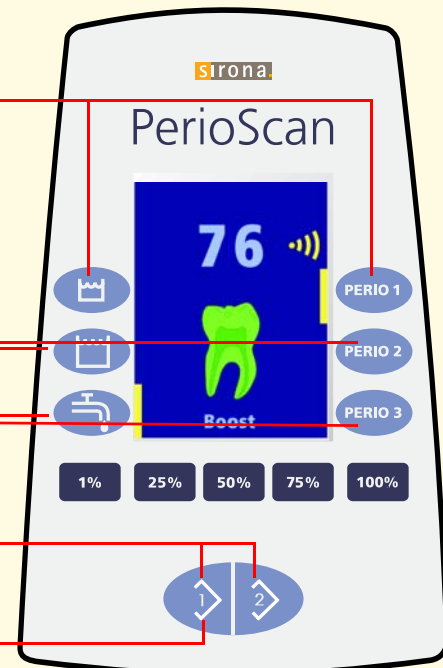 sirona.
PerioScan
76
PERIO 1
PERIO 2
Boost
PERIO 3
1% 25% 50% 75% 100%
1 2